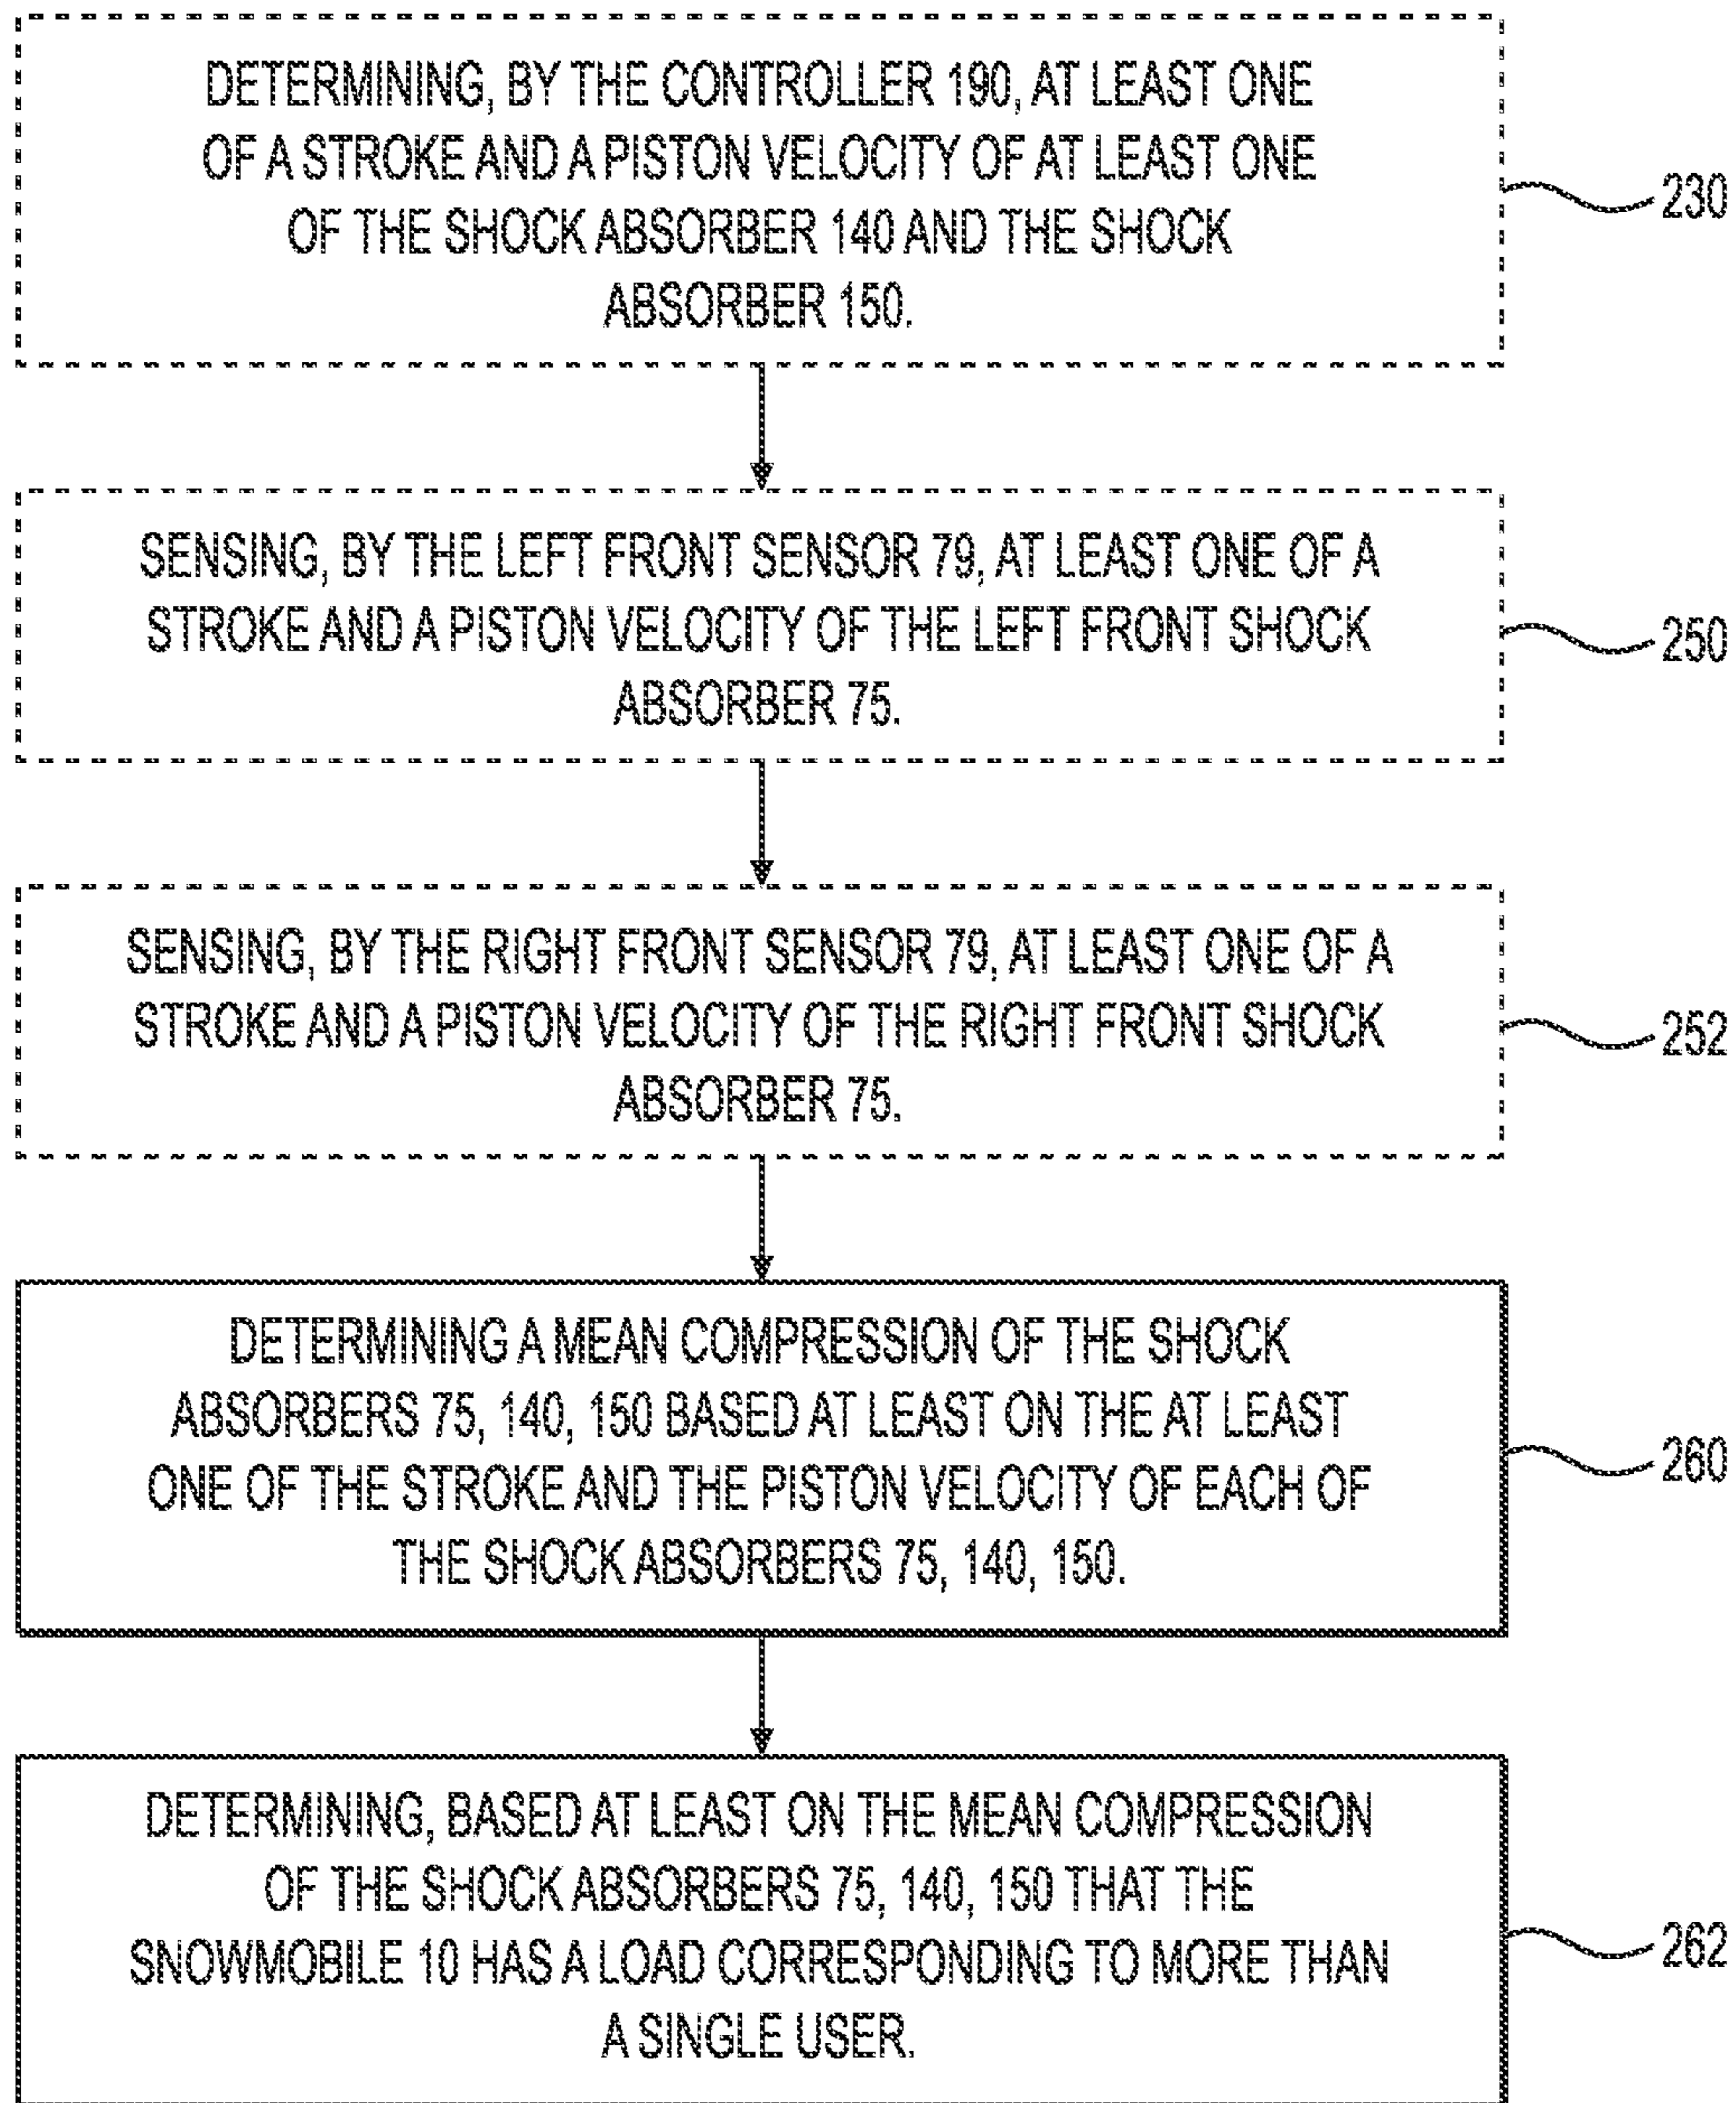 DETERMINING, BY THE CONTROLLER 190, AT LEAST ONE
OF A STROKE AND A PISTON VELOCITY OF AT LEAST ONE
OF THE SHOCK ABSORBER 140 AND THE SHOCK
ABSORBER 150.
230
SENSING, BY THE LEFT FRONT SENSOR 79, AT LEAST ONE OF A
STROKE AND A PISTON VELOCITY OF THE LEFT FRONT SHOCK
ABSORBER 75.
250
SENSING, BY THE RIGHT FRONT SENSOR 79, AT LEAST ONE OF A
STROKE AND A PISTON VELOCITY OF THE RIGHT FRONT SHOCK
ABSORBER 75.
252
DETERMINING A MEAN COMPRESSION OF THE SHOCK
ABSORBERS 75, 140, 150 BASED AT LEAST ON THE AT LEAST
ONE OF THE STROKE AND THE PISTON VELOCITY OF EACH OF
THE SHOCK ABSORBERS 75, 140, 150.
260
DETERMINING, BASED AT LEAST ON THE MEAN COMPRESSION
OF THE SHOCK ABSORBERS 75, 140, 150 THAT THE
SNOWMOBILE 10 HAS A LOAD CORRESPONDING TO MORE THAN
A SINGLE USER.
262